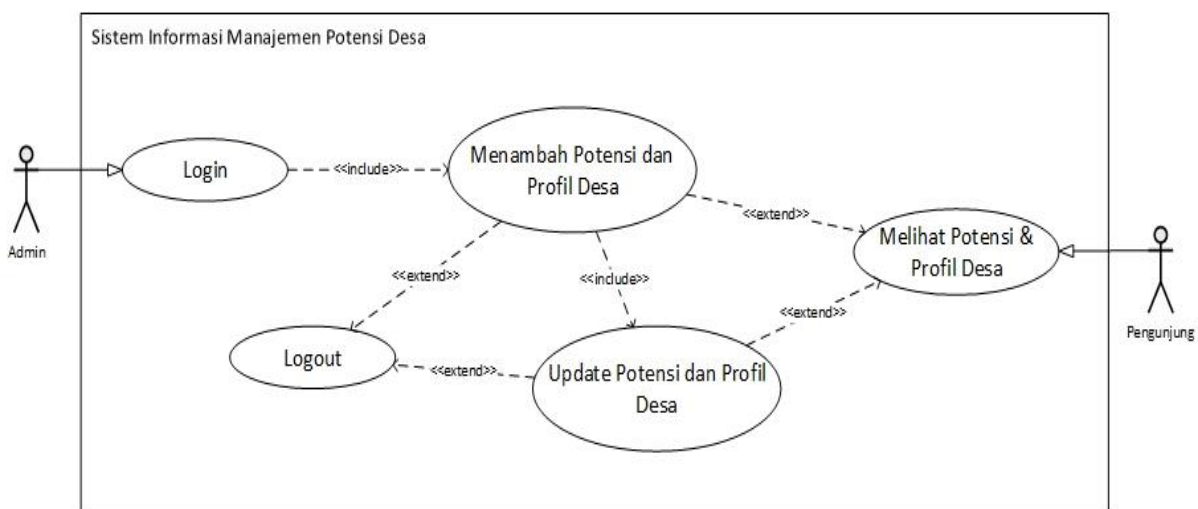 Sistem Informasi Manajemen Potensi Desa
Login
<<include>>
Menambah Potensi dan
Profil Desa
<<extend>>
Melihat Potensi &
Profil Desa
Admin
Pengunjung
<<extend>>
<<include>>
<<extend>>
Logout
<<extend>>
Update Potensi dan Profil
Desa